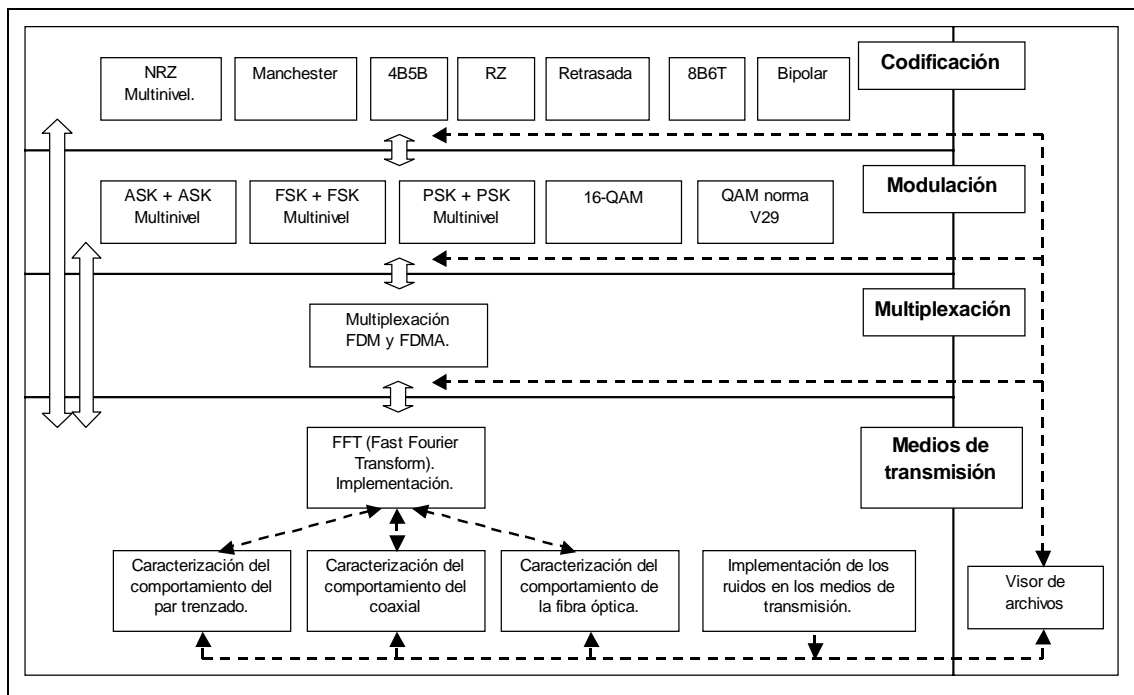 NRZ
Multinivel.
Manchester
4B5B
RZ
Retrasada
8B6T
Bipolar
Codificación
ASK + ASK
Multinivel
FSK + FSK
Multinivel
PSK + PSK
Multinivel
16-QAM
QAM norma
V29
Modulación
Multiplexación
FDM y FDMA.
Multiplexación
FFT (Fast Fourier
Transform).
Implementación.
Medios de
transmisión
Caracterización del
comportamiento del
par trenzado.
Caracterización del
comportamiento del
coaxial
Caracterización del
comportamiento de
la fibra óptica.
Implementación de los
ruidos en los medios de
transmisión.
Visor de
archivos